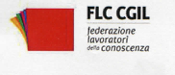 FLC CGIL
federazione
lavoratori
della conoscenza